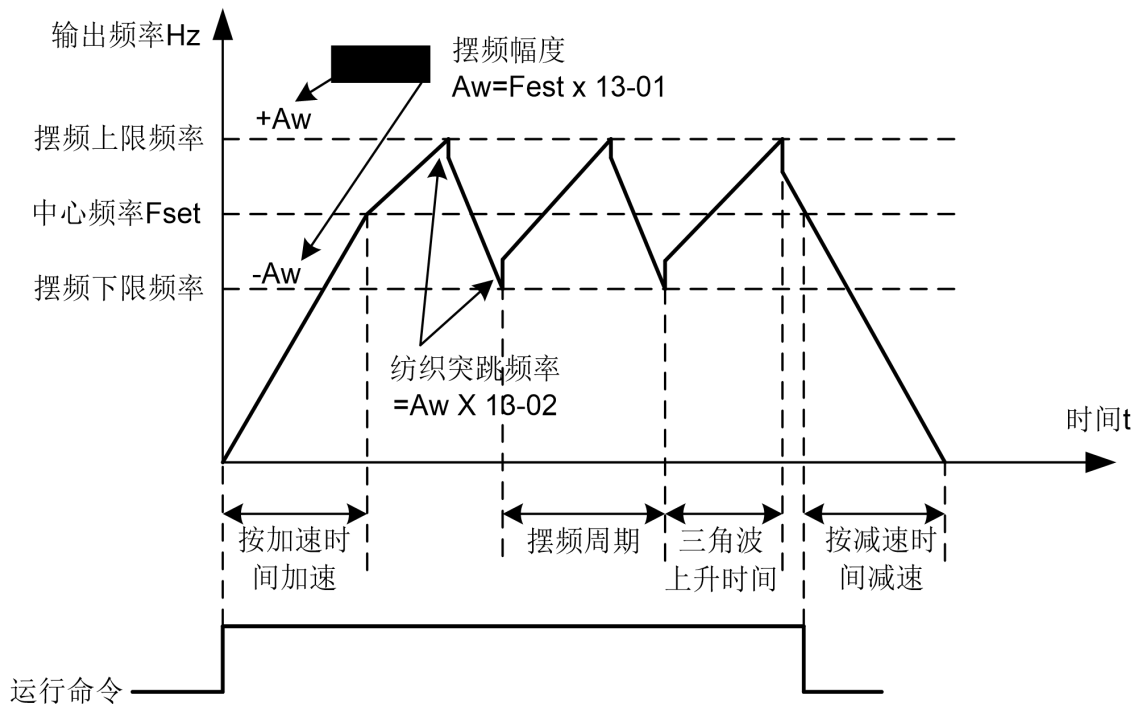 输出频率Hz
摆频幅度
Aw=Fest x 13-01
+Aw
摆频上限频率
中心频率Fset
-Aw
摆频下限频率
纺织突跳频率
=Aw X 13-02
时间t
按加速时
间加速
摆频周期
三角波
上升时间
按减速时
间减速
运行命令